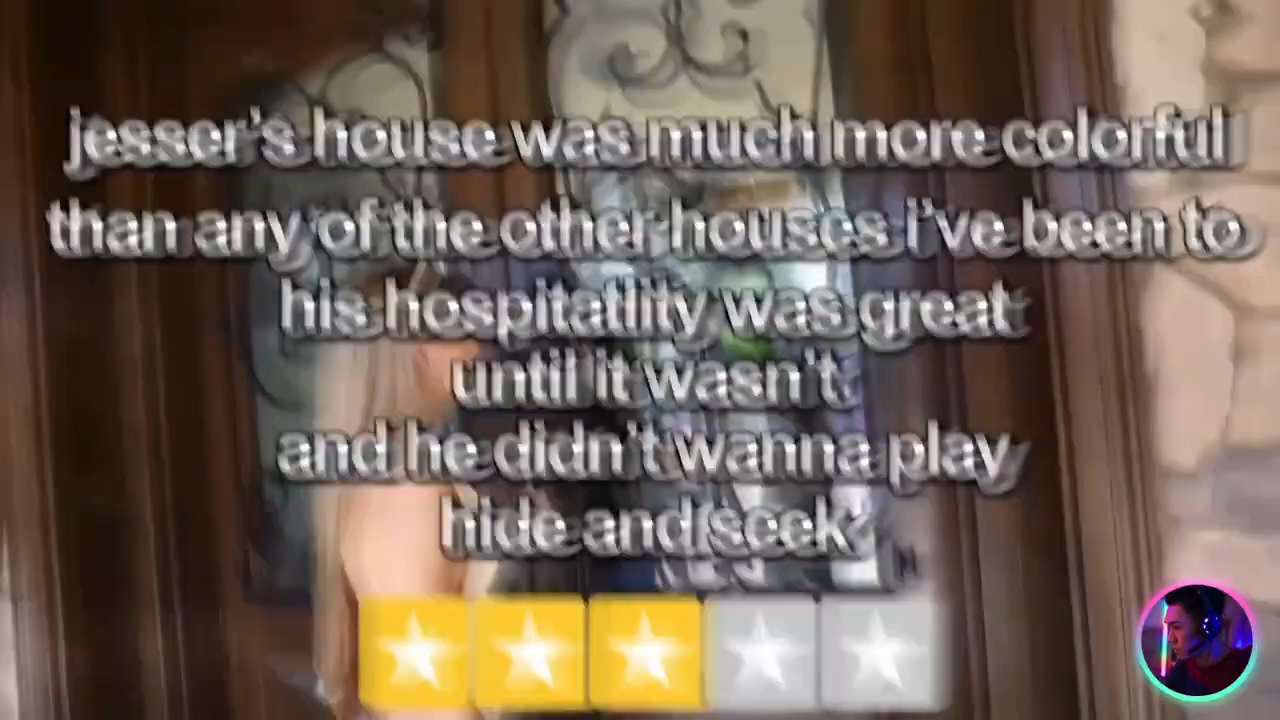 jesser's house was much more colorful
than any of the other houses i've been to
his hospitatlity was great
until it wasn't
and he didn't wanna play
hide and seek